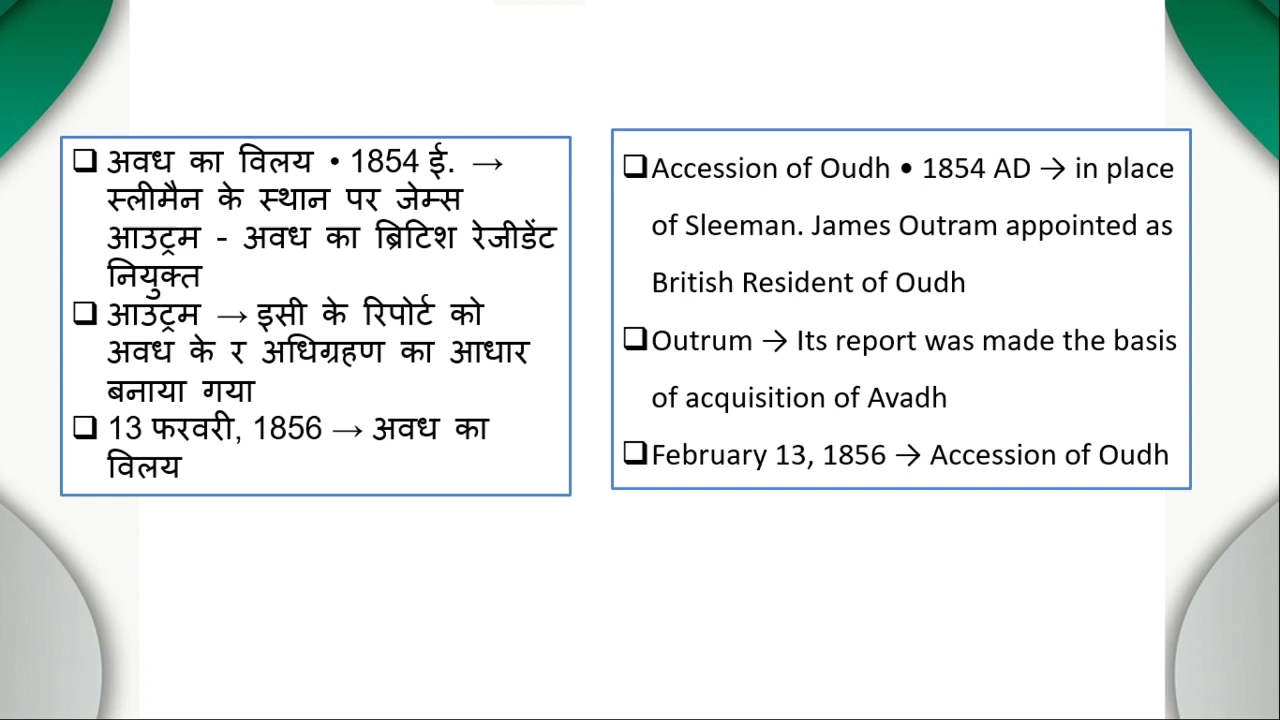 ❑ अवध का विलय • 1854 ई. →
स्लीमैन के स्थान पर जेम्स
आउट्रम - अवध का ब्रिटिश रेजीडेंट
नियुक्त
❑ आउट्रम → इसी के रिपोर्ट को
अवध के र अधिग्रहण का आधार
बनाया गया
❑ 13 फरवरी, 1856 → अवध का
विलय
❑Accession of Oudh • 1854 AD → in place
of Sleeman. James Outram appointed as
British Resident of Oudh
❑Outrum → Its report was made the basis
of acquisition of Avadh
❑February 13, 1856 → Accession of Oudh